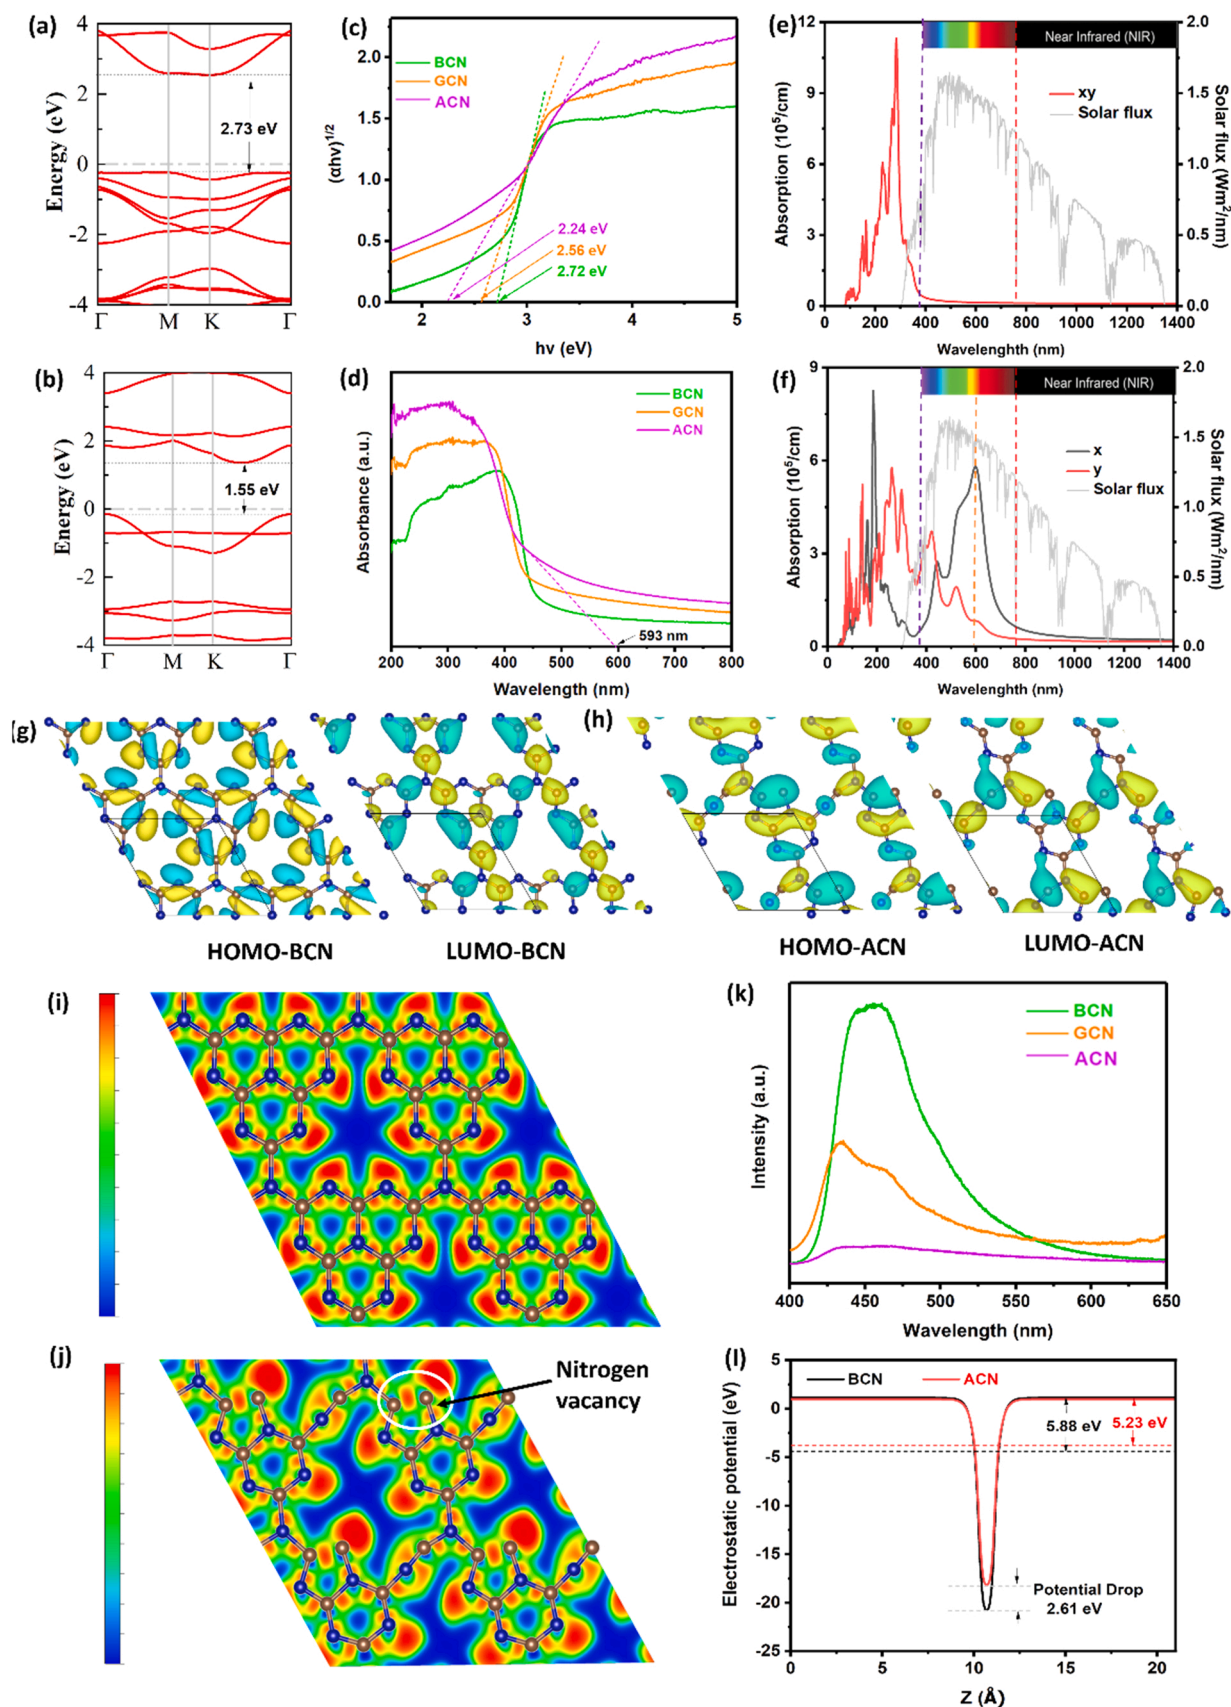 (a)
4
2
0
-2
-4
Energy (eV)
2.73 eV
Γ M K Γ
(c)
BCN
GCN
ACN
2.0
1.5
1.0
0.5
0.0
(αhν)1/2
2.24 eV
2.56 eV
2.72 eV
2 3 4 5
hν (eV)
(e)
Near Infrared (NIR)
xy
Solar flux
12
9
6
3
0
Absorption (10⁵/cm)
2.0
1.5
1.0
0.5
0.0
Solar flux (Wm²/nm)
0 200 400 600 800 1000 1200 1400
Wavelenghth (nm)
(b)
4
2
0
-2
-4
Energy (eV)
1.55 eV
Γ M K Γ
(d)
BCN
GCN
ACN
Absorbance (a.u.)
593 nm
200 300 400 500 600 700 800
Wavelength (nm)
(f)
Near Infrared (NIR)
x
y
Solar flux
9
6
3
0
Absorption (10⁵/cm)
2.0
1.5
1.0
0.5
0.0
Solar flux (Wm²/nm)
0 200 400 600 800 1000 1200 1400
Wavelenghth (nm)
(g)
HOMO-BCN LUMO-BCN
(h)
HOMO-ACN LUMO-ACN
(i)
(k)
BCN
GCN
ACN
Intensity (a.u.)
400 450 500 550 600 650
Wavelength (nm)
(j)
Nitrogen
vacancy
(l)
BCN ACN
5
0
-5
-10
-15
-20
-25
Electrostatic potential (eV)
5.88 eV
5.23 eV
Potential Drop
2.61 eV
0 5 10 15 20
Z (Å)